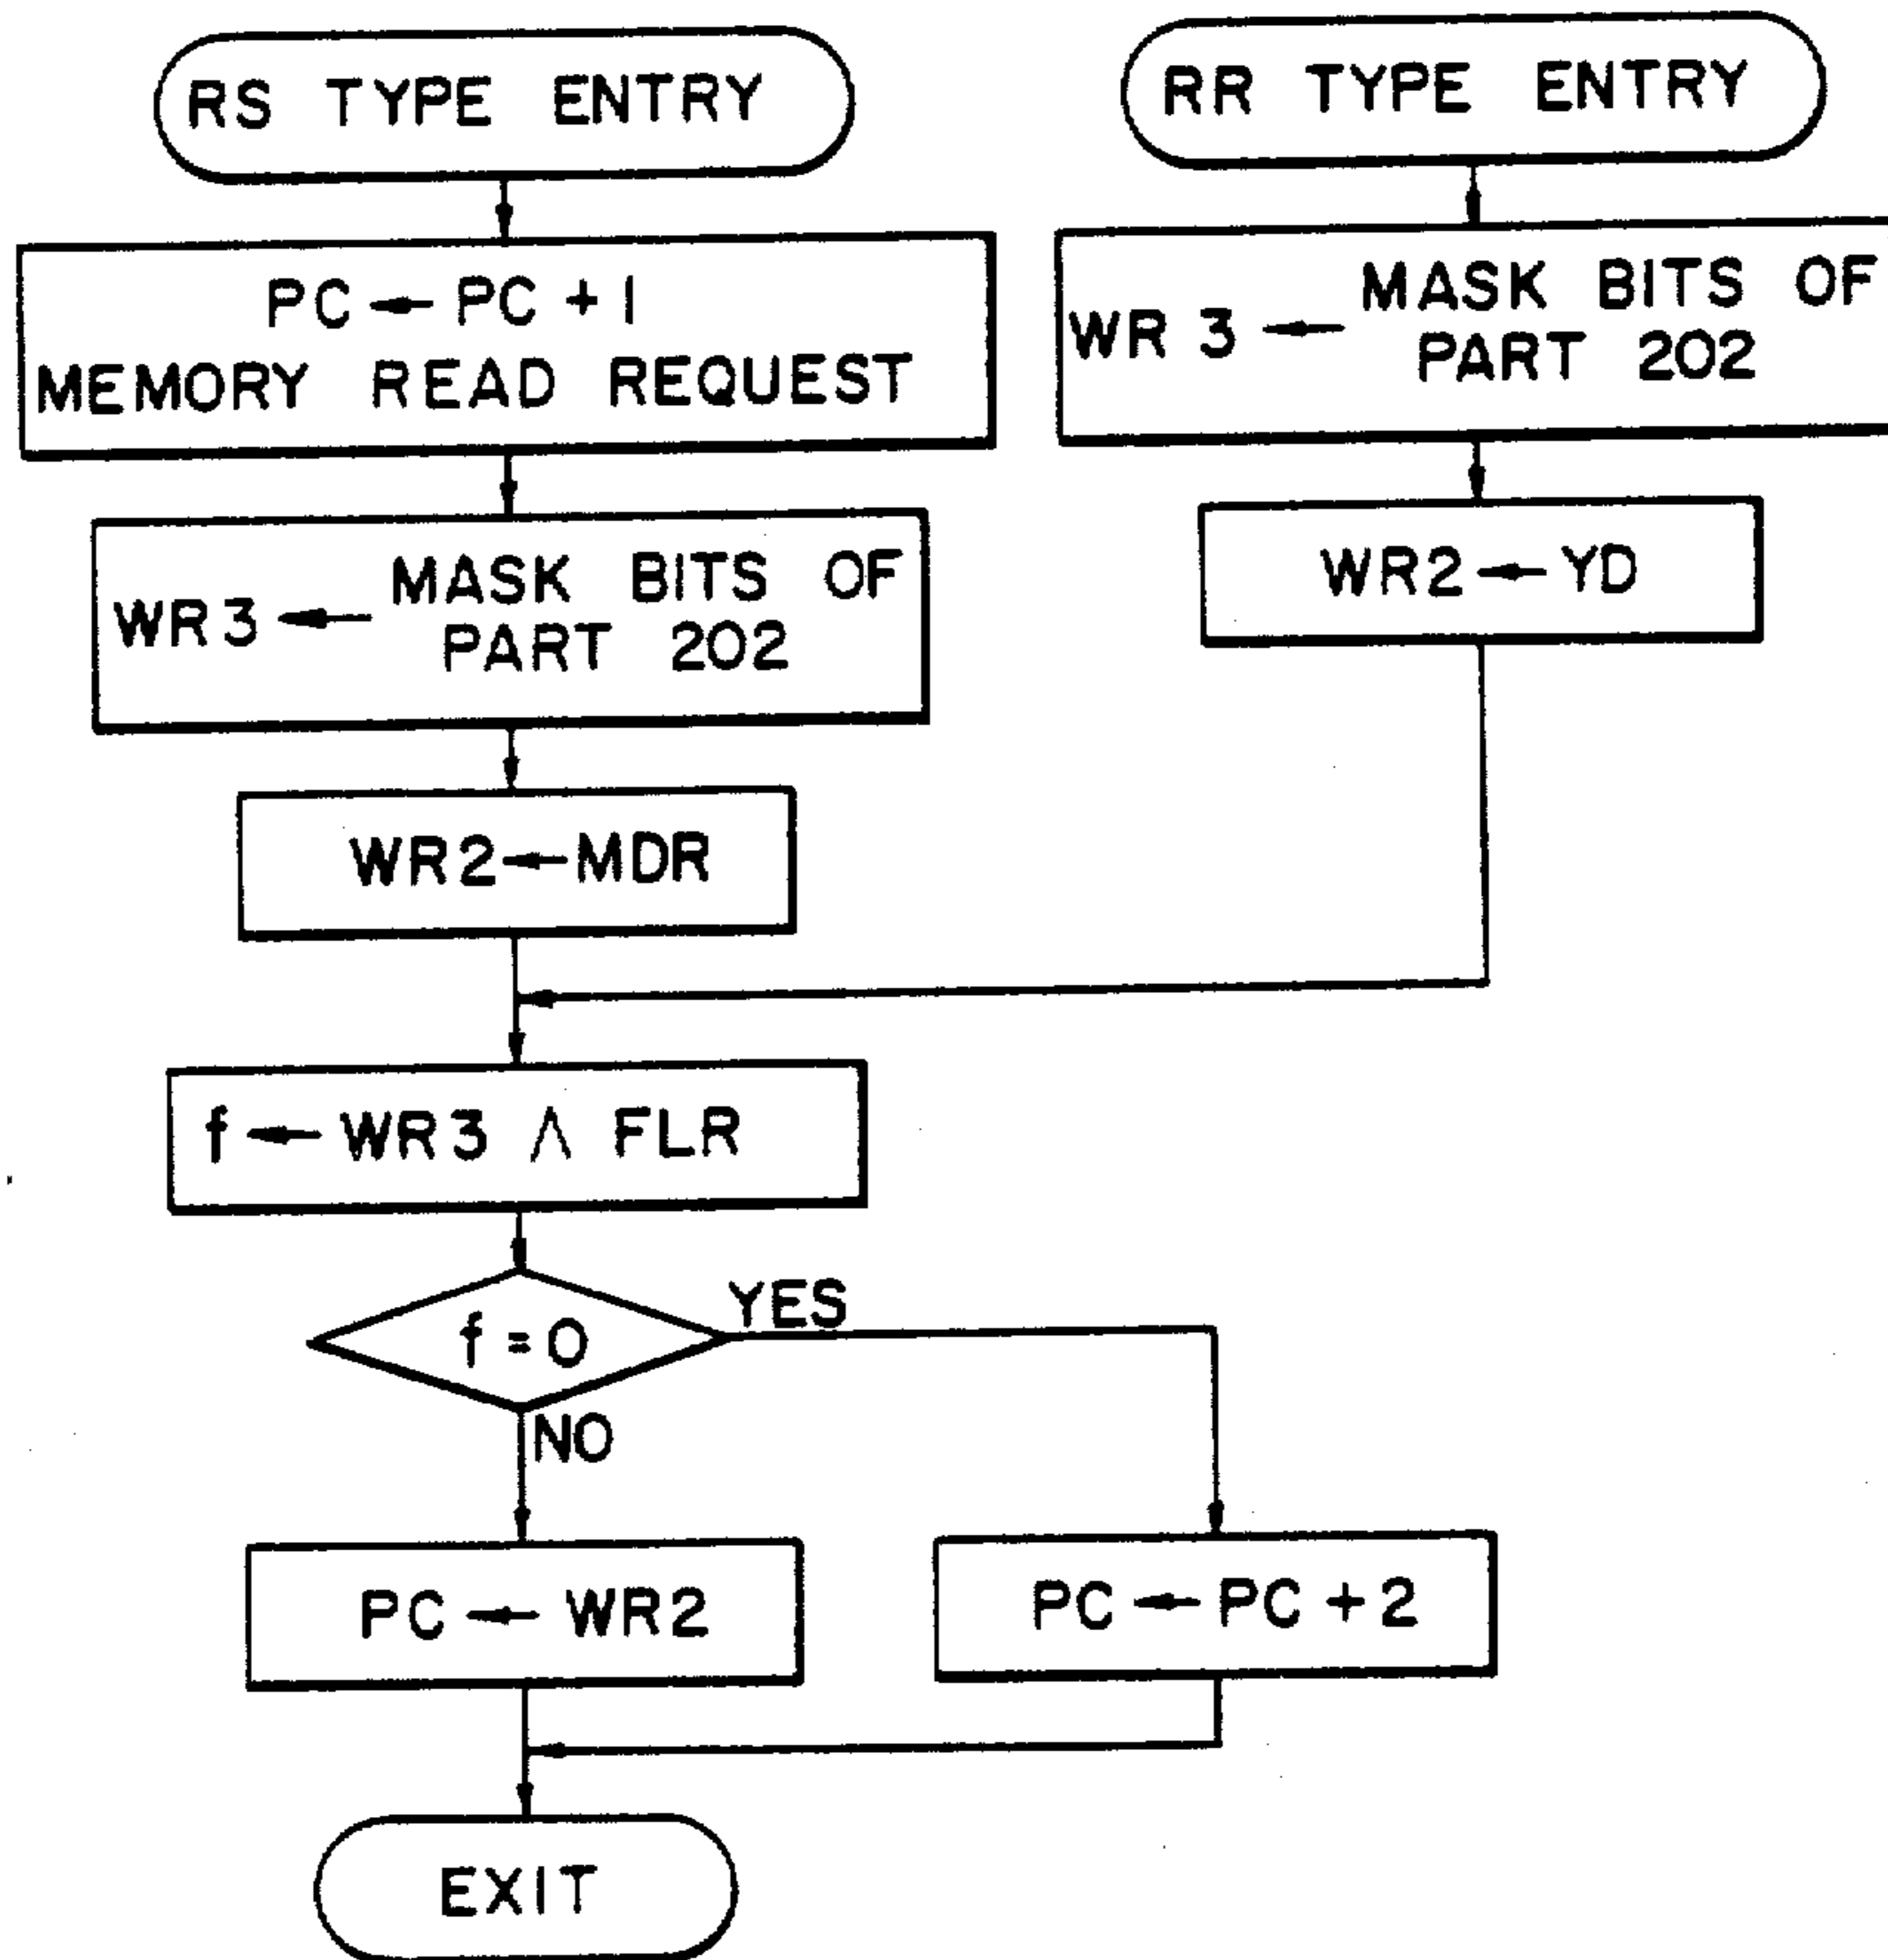 RS TYPE ENTRY
PC ← PC + 1
MEMORY READ REQUEST
WR3 ← MASK BITS OF
PART 202
WR2 ← MDR
RR TYPE ENTRY
WR 3 ← MASK BITS OF
PART 202
WR2 ← YD
f ← WR3 ∧ FLR
f = 0
YES
NO
PC ← WR2
PC ← PC + 2
EXIT